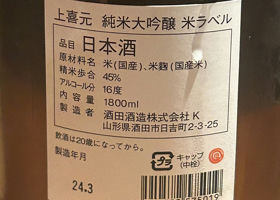 上喜元 純米大吟醸 米ラベル
品目 日本酒
原材料名 米(国産)、米麹(国産米)
精米歩合 45%
アルコール分 16度
内容量 1800ml
製造者 酒田酒造株式会社 K
山形県酒田市日吉町2-3-25
飲酒は20歳になってから。
製造年月
キャップ
(中栓)
プラ
24.3